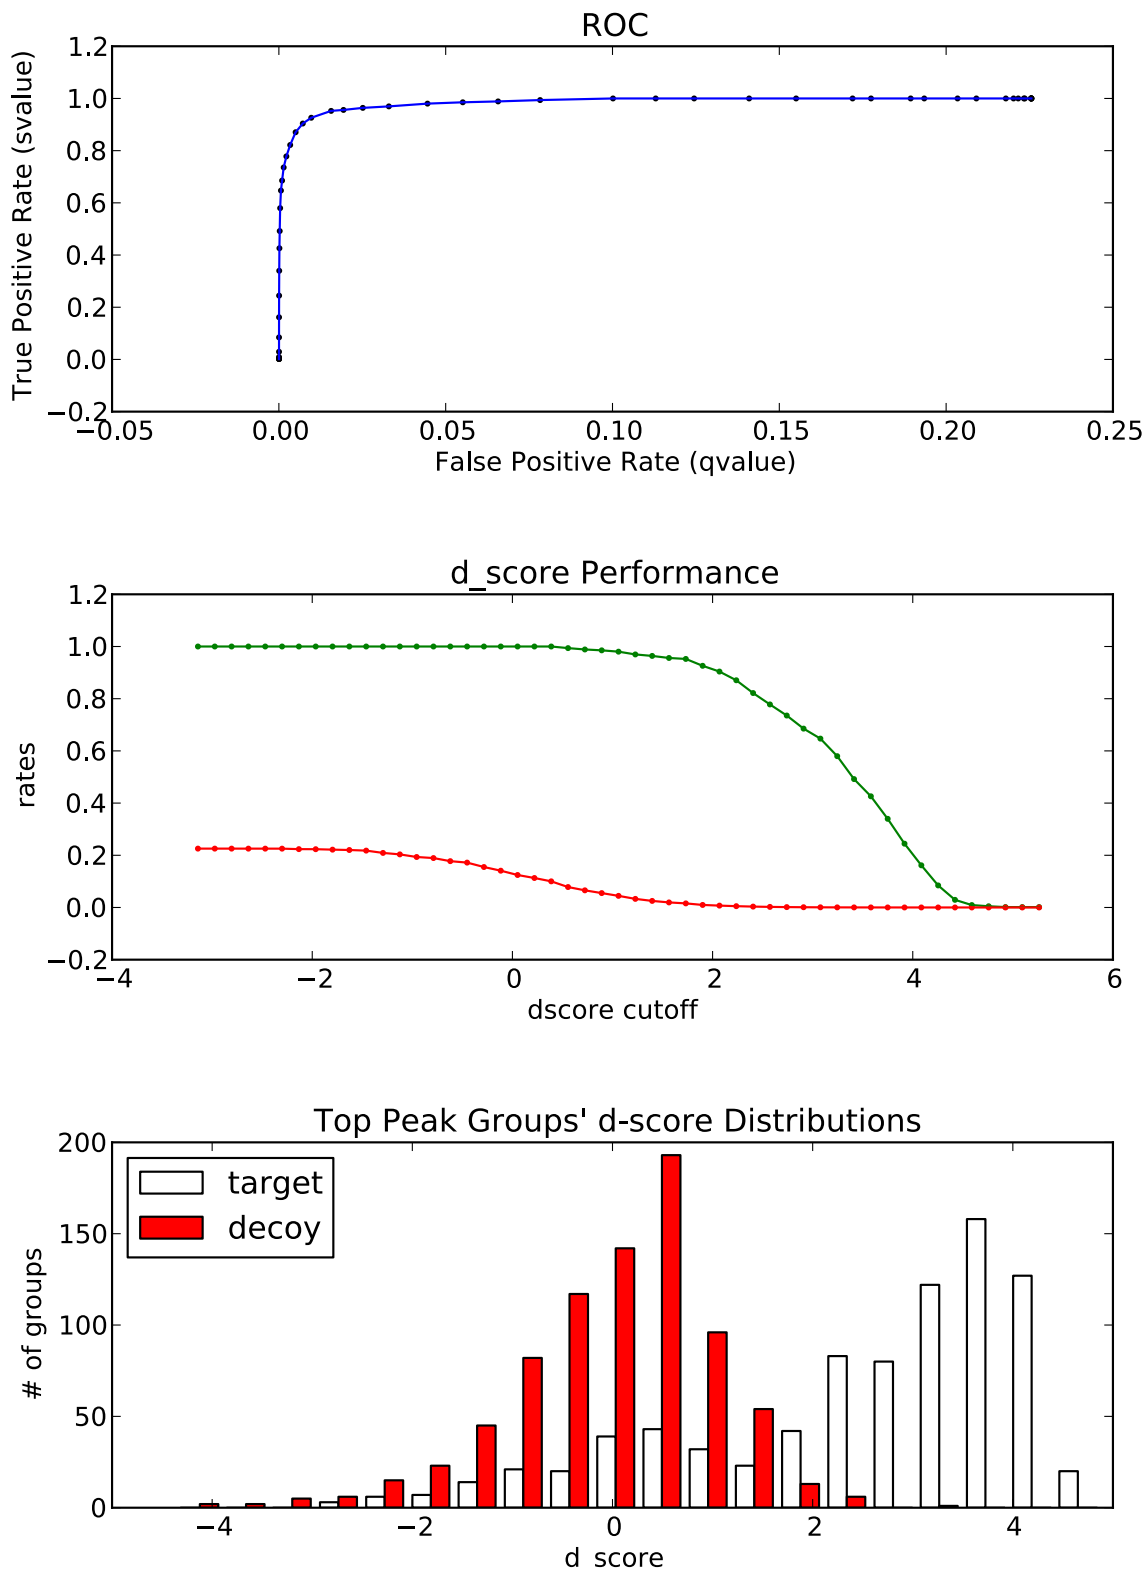 ROC
1.2
1.0
0.8
0.6
0.4
0.2
0.0
−0.2
True Positive Rate (svalue)
−0.05 0.00 0.05 0.10 0.15 0.20 0.25
False Positive Rate (qvalue)
d_score Performance
1.2
1.0
0.8
0.6
0.4
0.2
0.0
−0.2
rates
−4 −2 0 2 4 6
dscore cutoff
Top Peak Groups' d-score Distributions
200
150
100
50
0
# of groups
target
decoy
−4 −2 0 2 4
d score